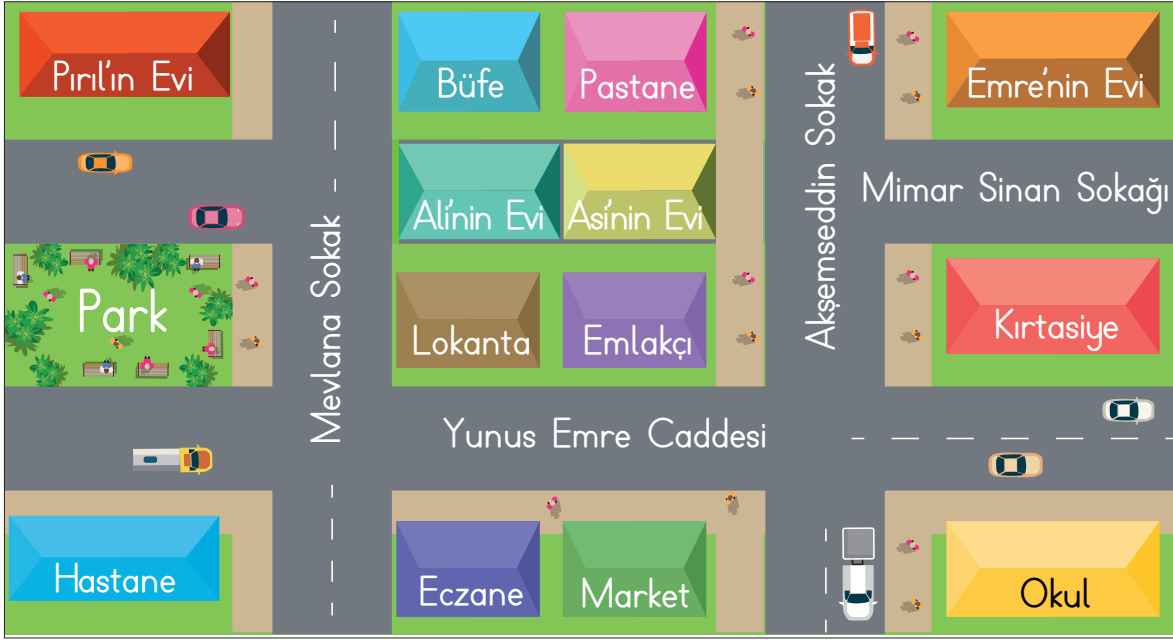 Pırıl'ın Evi
Büfe
Pastane
Emre'nin Evi
Ali'nin Evi
Asi'nin Evi
Mimar Sinan Sokağı
Park
Mevlana Sokak
Lokanta
Emlakçı
Akşemseddin Sokak
Kırtasiye
Yunus Emre Caddesi
Hastane
Eczane
Market
Okul